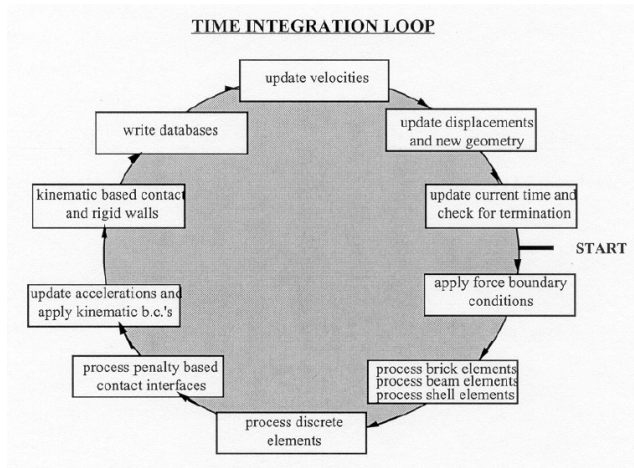 TIME INTEGRATION LOOP
update velocities
update displacements
and new geometry
update current time and
check for termination
START
apply force boundary
conditions
process brick elements
process beam elements
process shell elements
process discrete
elements
process penalty based
contact interfaces
update accelerations and
apply kinematic b.c.'s
kinematic based contact
and rigid walls
write databases